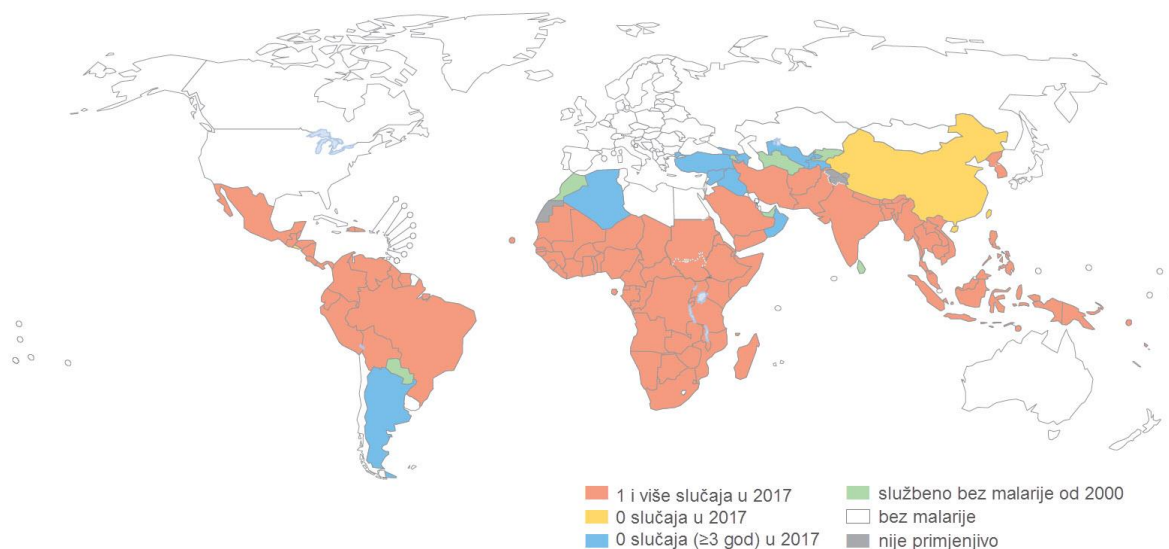 1 i više slučaja u 2017
0 slučaja u 2017
0 slučaja (≥3 god) u 2017
službeno bez malarije od 2000
bez malarije
nije primjenjivo